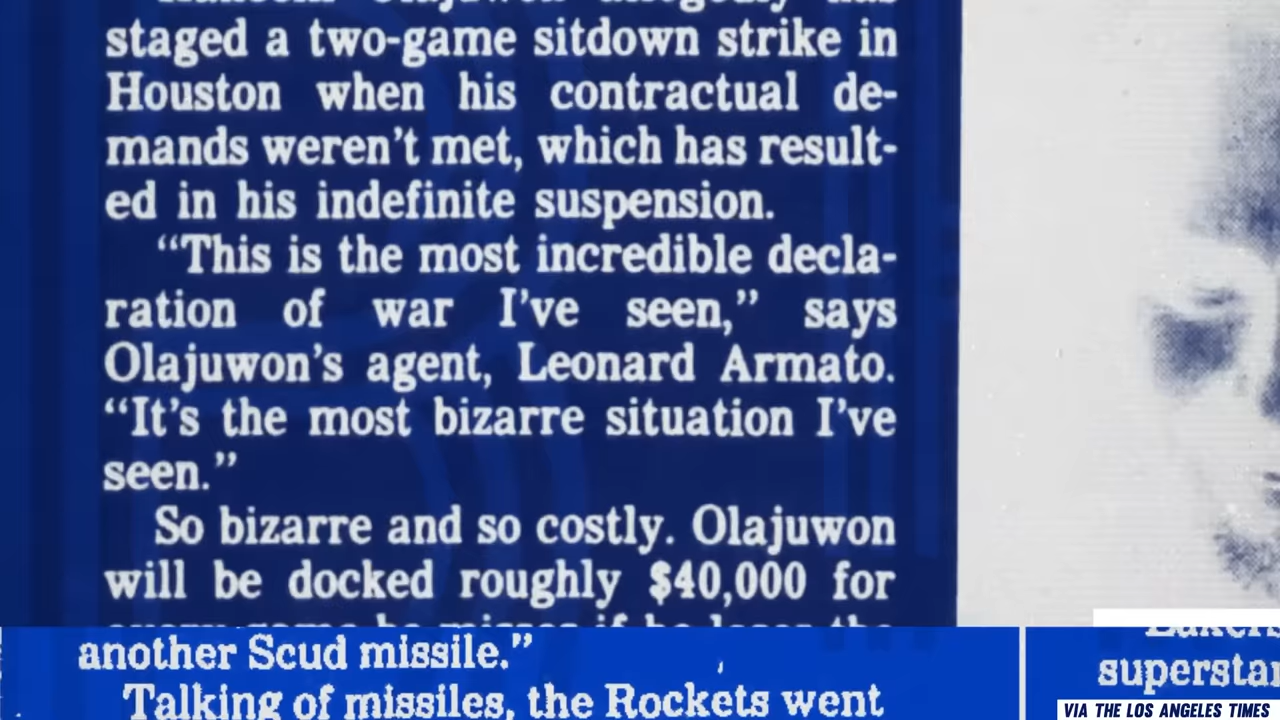 staged a two-game sitdown strike in
Houston when his contractual de-
mands weren't met, which has result-
ed in his indefinite suspension.
“This is the most incredible decla-
ration of war I've seen,” says
Olajuwon's agent, Leonard Armato.
“It's the most bizarre situation I've
seen.”
So bizarre and so costly. Olajuwon
will be docked roughly $40,000 for
another Scud missile.”
Talking of missiles, the Rockets went
superstar
VIA THE LOS ANGELES TIMES